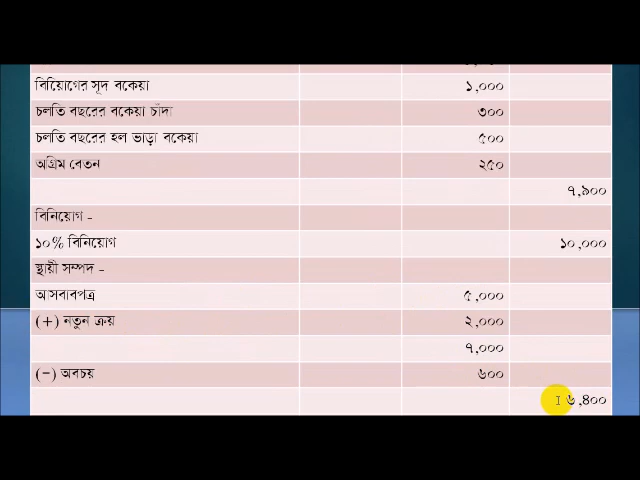 বিয়োিগের সূদ বকেয়া ১,০০০
চলতি বছরের বকেয়া চাঁদা ৩০০
চলতি বছরের হল ভাড়া বকেয়া ৫০০
অগ্রিম বেতন ২৫০
৭,৯০০
বিনিয়োগ -
১০% বিনিয়োগ ১০,০০০
স্থায়ী সম্পদ -
আসবাবপত্র ৫,০০০
(+) নতুন ক্রয় ২,০০০
৭,০০০
(-) অবচয় ৬০০
৬,৪০০